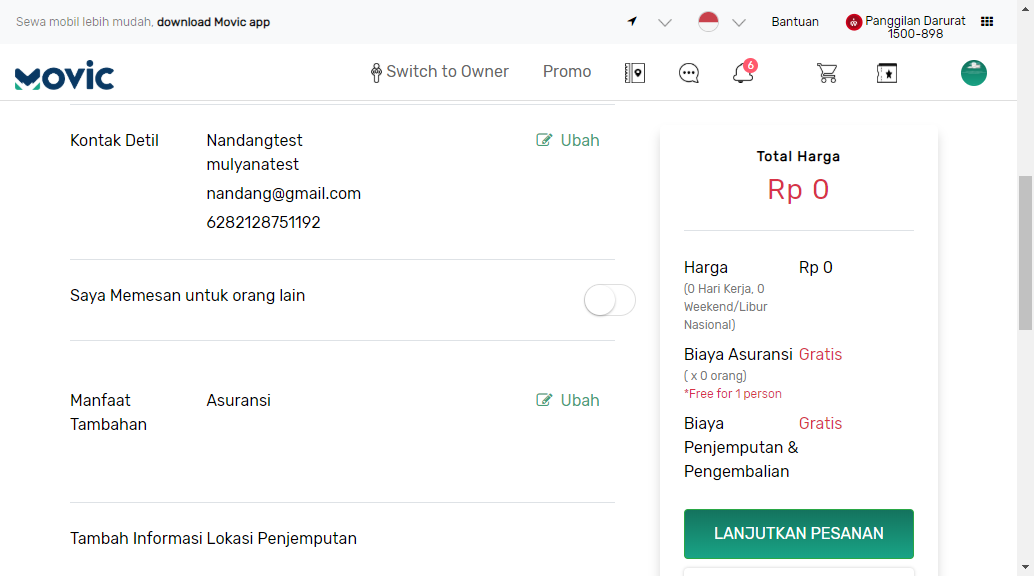 Sewa mobil lebih mudah, download Movic app
Bantuan
Panggilan Darurat
1500-898
MOVIC
Switch to Owner
Promo
6
Kontak Detil
Nandangtest
mulyanatest
Ubah
nandang@gmail.com
6282128751192
Saya Memesan untuk orang lain
Manfaat
Tambahan
Asuransi
Ubah
Tambah Informasi Lokasi Penjemputan
Total Harga
Rp 0
Harga
Rp 0
(0 Hari Kerja, 0
Weekend/Libur
Nasional)
Biaya Asuransi
Gratis
( x 0 orang)
*Free for 1 person
Biaya
Gratis
Penjemputan &
Pengembalian
LANJUTKAN PESANAN